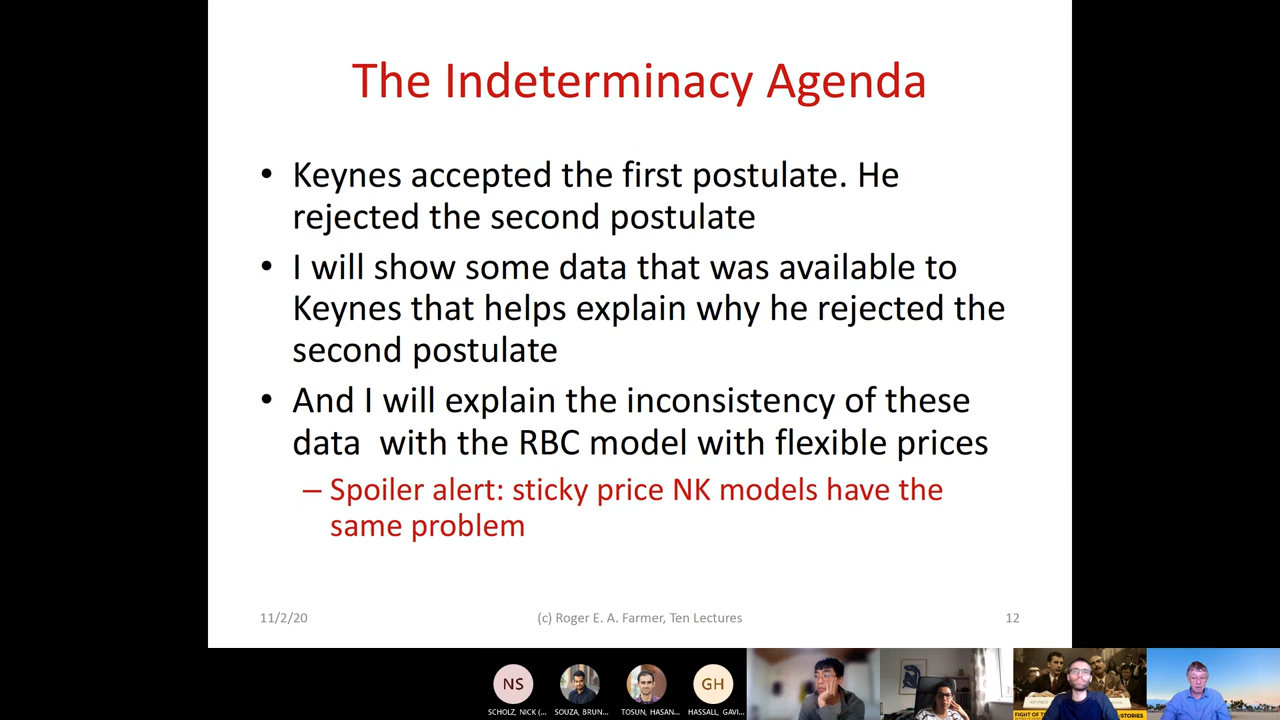 The Indeterminacy Agenda
• Keynes accepted the first postulate. He
rejected the second postulate
• I will show some data that was available to
Keynes that helps explain why he rejected the
second postulate
• And I will explain the inconsistency of these
data with the RBC model with flexible prices
– Spoiler alert: sticky price NK models have the
same problem
11/2/20
(c) Roger E. A. Farmer, Ten Lectures
12
NS
GH
SCHOLZ, NICK (...
SOUZA, BRUN...
TOSUN, HASAN...
HASSALL, GAVI...